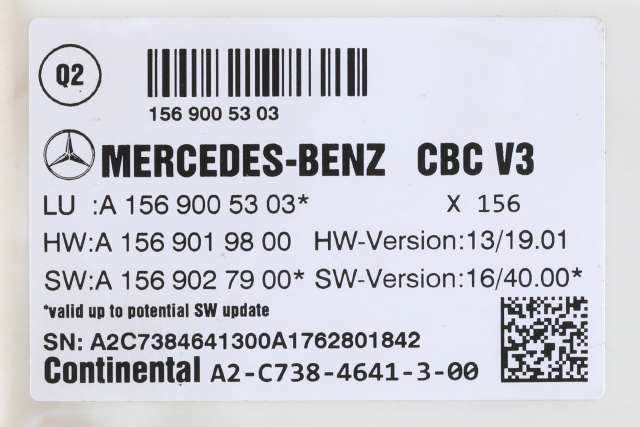 Q2
156 900 53 03
MERCEDES-BENZ CBC V3
LU :A 156 900 53 03* X 156
HW:A 156 901 98 00 HW-Version:13/19.01
SW:A 156 902 79 00* SW-Version:16/40.00*
*valid up to potential SW update
SN: A2C7384641300A1762801842
Continental A2-C738-4641-3-00